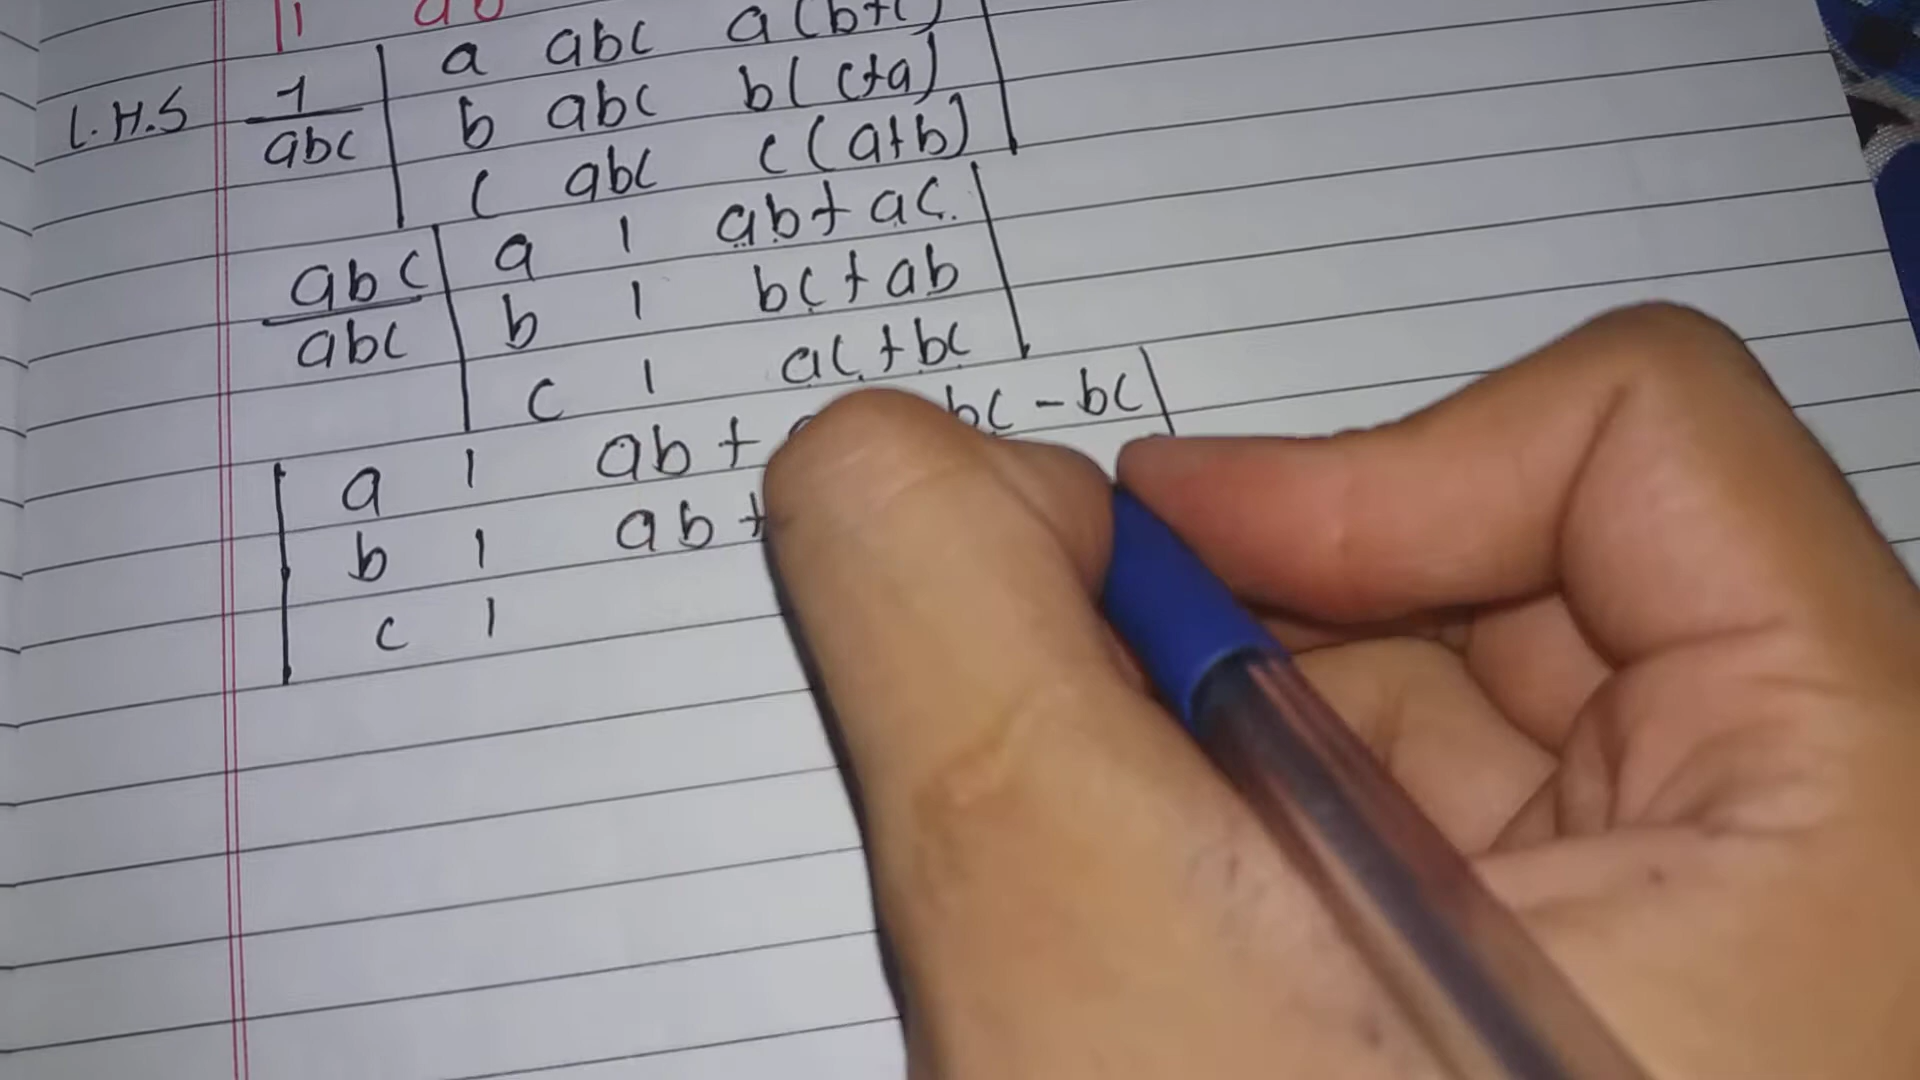 a abc a(b+c)
L.H.S 1/abc b abc b(c+a)
c abc c(a+b)
abc/abc a 1 ab+ac
b 1 bc+ab
c 1 ac+bc
a 1 ab+ bc-bc
b 1 ab+
c 1